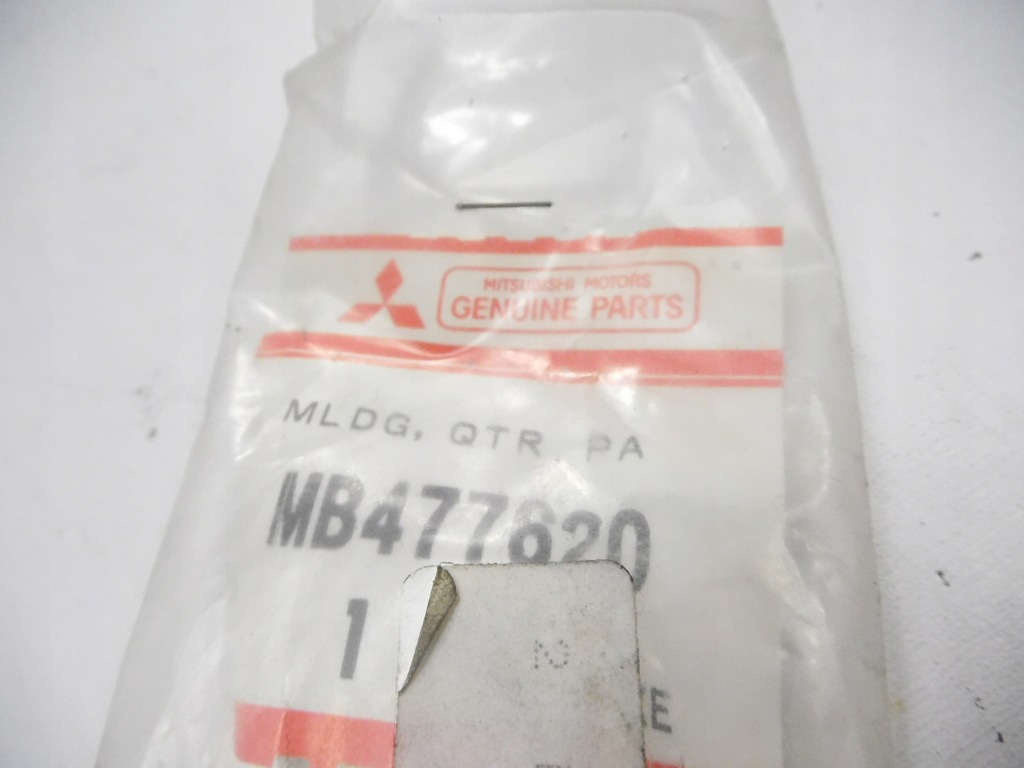 MITSUBISHI MOTORS
GENUINE PARTS
MLDG, QTR PA
MB477620
1